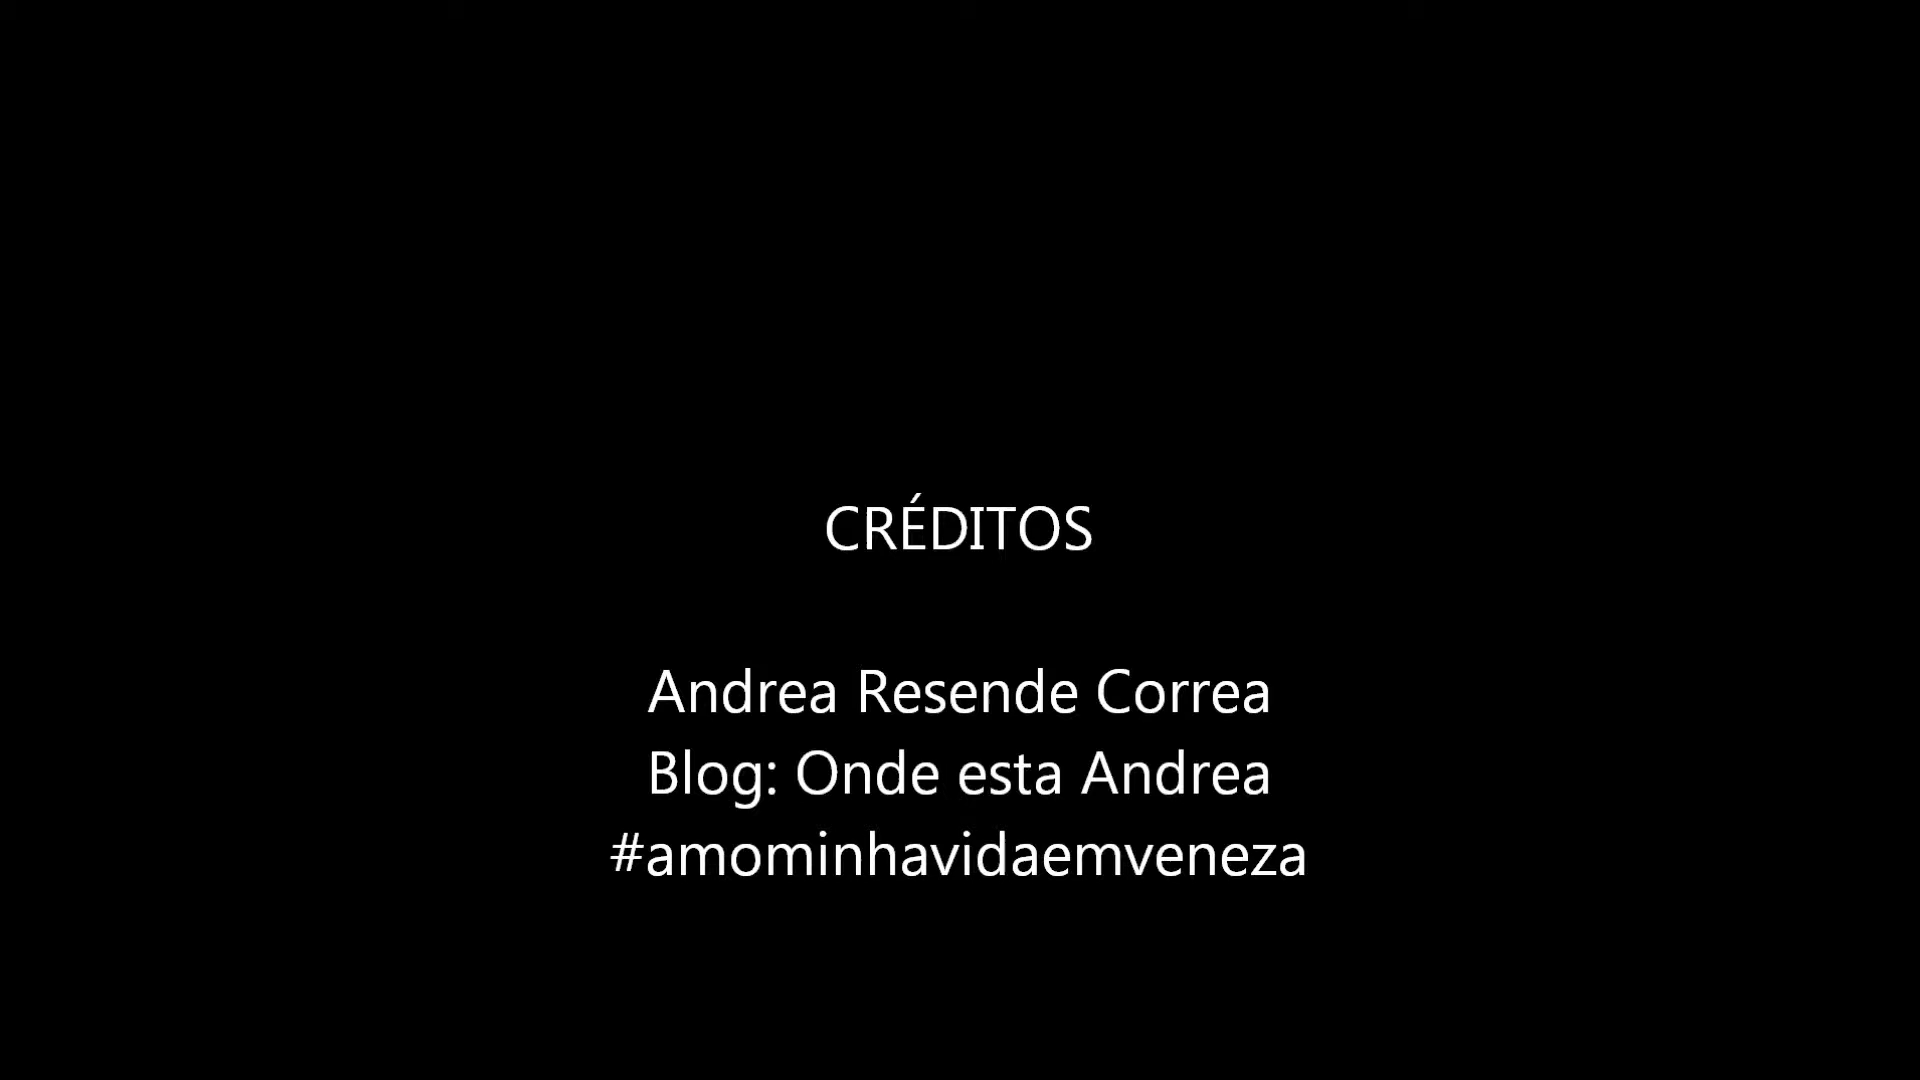 CRÉDITOS
Andrea Resende Correa
Blog: Onde esta Andrea
#amominhavidaemveneza